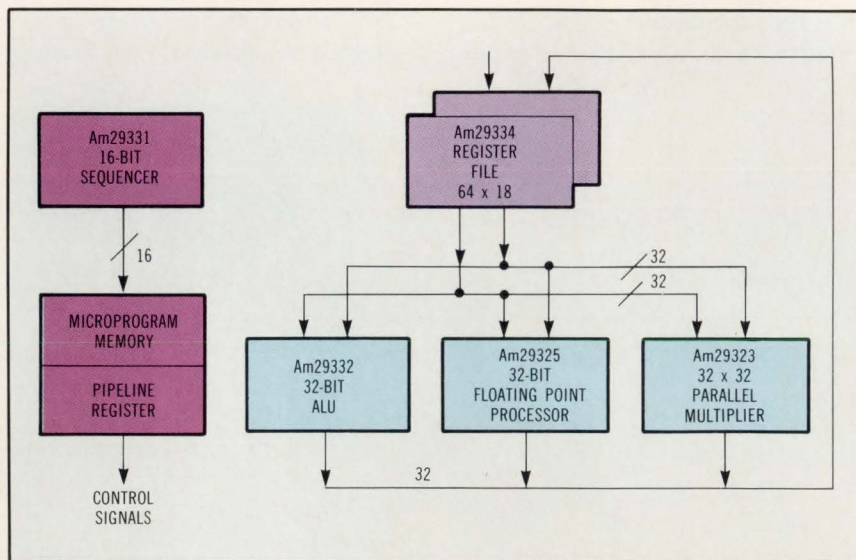 Am29331
16-BIT
SEQUENCER
16
MICROPROGRAM
MEMORY
PIPELINE
REGISTER
CONTROL
SIGNALS
Am29334
REGISTER
FILE
64 x 18
32
32
Am29332
32-BIT
ALU
Am29325
32-BIT
FLOATING POINT
PROCESSOR
Am29323
32 x 32
PARALLEL
MULTIPLIER
32